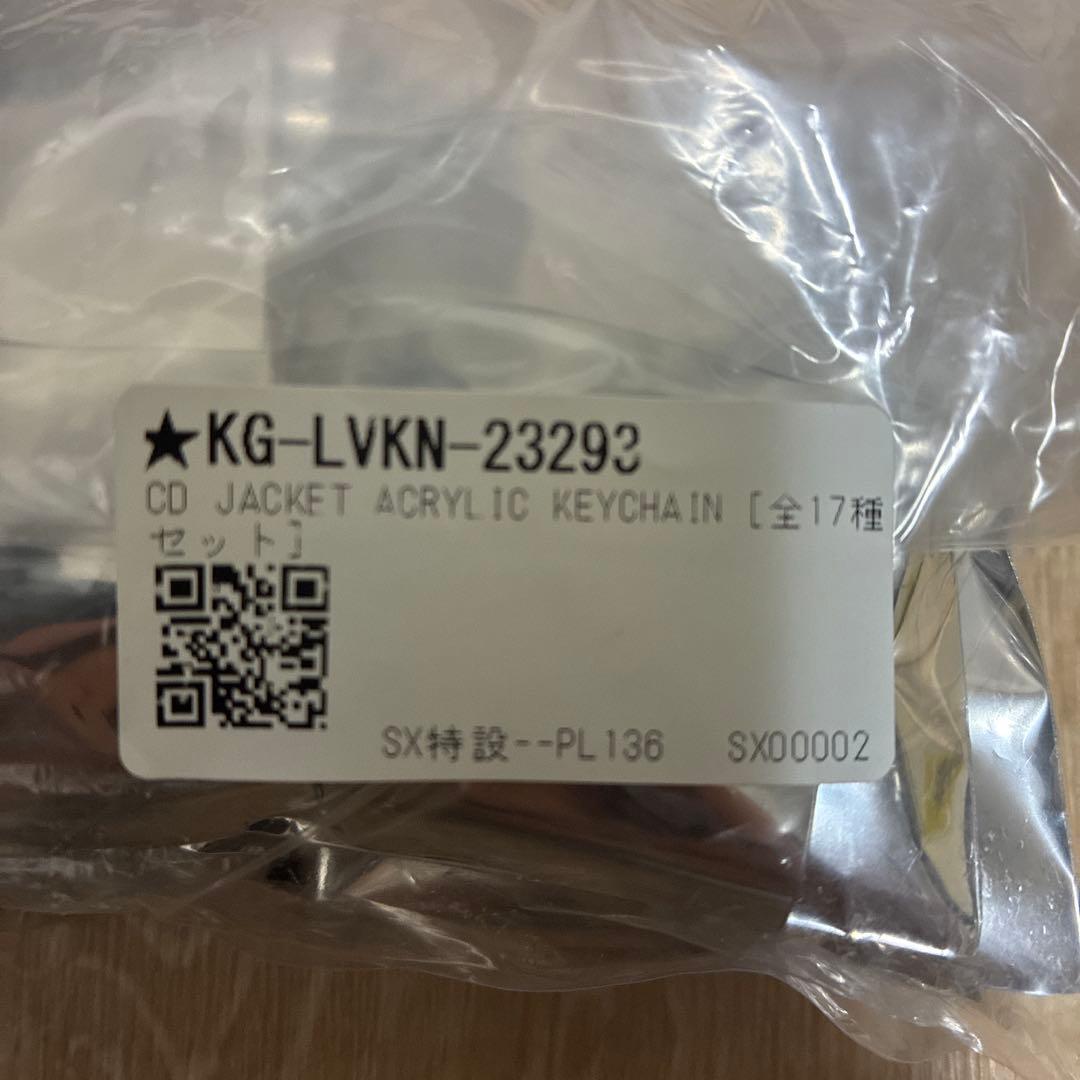 ★KG-LVKN-23293
CD JACKET ACRYLIC KEYCHAIN [全17種
セット]
SX特設--PL136 SX00002